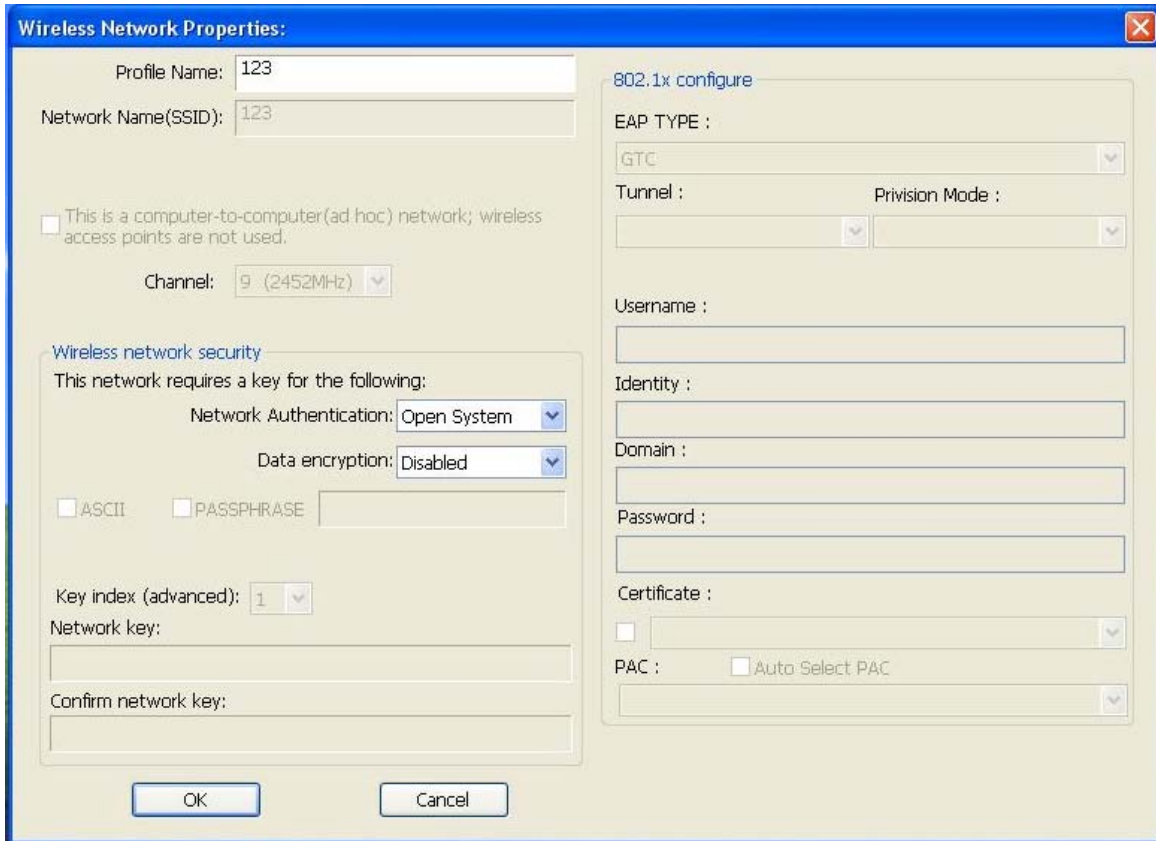 Wireless Network Properties:
Profile Name: 123
Network Name(SSID): 123
This is a computer-to-computer(ad hoc) network; wireless
access points are not used.
Channel: 9 (2452MHz)
Wireless network security
This network requires a key for the following:
Network Authentication: Open System
Data encryption: Disabled
ASCII PASSPHRASE
Key index (advanced): 1
Network key:
Confirm network key:
OK Cancel
802.1x configure
EAP TYPE :
GTC
Tunnel : Privision Mode :
Username :
Identity :
Domain :
Password :
Certificate :
PAC : Auto Select PAC